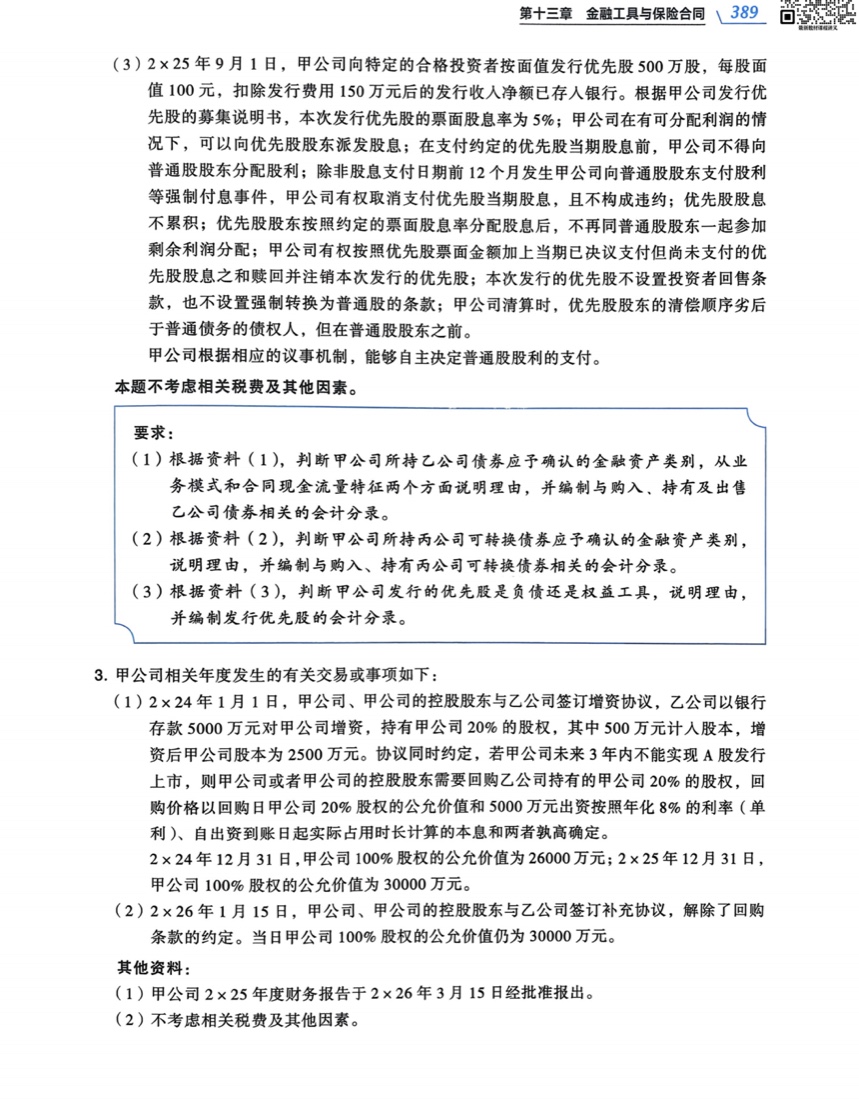 第十三章 金融工具与保险合同 389
(3)2×25年9月1日，甲公司向特定的合格投资者按面值发行优先股500万股，每股面
值100元，扣除发行费用150万元后的发行收入净额已存入银行。根据甲公司发行优
先股的募集说明书，本次发行优先股的票面股息率为5%；甲公司在有可分配利润的情
况下，可以向优先股股东派发股息；在支付约定的优先股当期股息前，甲公司不得向
普通股股东分配股利；除非股息支付日期前12个月发生甲公司向普通股股东支付股利
等强制付息事件，甲公司有权取消支付优先股当期股息，且不构成违约；优先股股息
不累积；优先股股东按照约定的票面股息率分配股息后，不再同普通股股东一起参加
剩余利润分配；甲公司有权按照优先股票面金额加上当期已决议支付但尚未支付的优
先股股息之和赎回并注销本次发行的优先股；本次发行的优先股不设置投资者回售条
款，也不设置强制转换为普通股的条款；甲公司清算时，优先股股东的清偿顺序劣后
于普通债务的债权人，但在普通股股东之前。
甲公司根据相应的议事机制，能够自主决定普通股股利的支付。
本题不考虑相关税费及其他因素。
要求：
(1)根据资料(1)，判断甲公司所持乙公司债券应予确认的金融资产类别，从业
务模式和合同现金流量特征两个方面说明理由，并编制与购入、持有及出售
乙公司债券相关的会计分录。
(2)根据资料(2)，判断甲公司所持丙公司可转换债券应予确认的金融资产类别，
说明理由，并编制与购入、持有丙公司可转换债券相关的会计分录。
(3)根据资料(3)，判断甲公司发行的优先股是负债还是权益工具，说明理由，
并编制发行优先股的会计分录。
3. 甲公司相关年度发生的有关交易或事项如下：
(1)2×24年1月1日，甲公司、甲公司的控股股东与乙公司签订增资协议，乙公司以银行
存款5000万元对甲公司增资，持有甲公司20%的股权，其中500万元计入股本，增
资后甲公司股本为2500万元。协议同时约定，若甲公司未来3年内不能实现A股发行
上市，则甲公司或者甲公司的控股股东需要回购乙公司持有的甲公司20%的股权，回
购价格以回购日甲公司20%股权的公允价值和5000万元出资按照年化8%的利率（单
利）、自出资到账日起实际占用时长计算的本息和两者孰高确定。
2×24年12月31日，甲公司100%股权的公允价值为26000万元；2×25年12月31日，
甲公司100%股权的公允价值为30000万元。
(2)2×26年1月15日，甲公司、甲公司的控股股东与乙公司签订补充协议，解除了回购
条款的约定。当日甲公司100%股权的公允价值仍为30000万元。
其他资料：
(1)甲公司2×25年度财务报告于2×26年3月15日经批准报出。
(2)不考虑相关税费及其他因素。